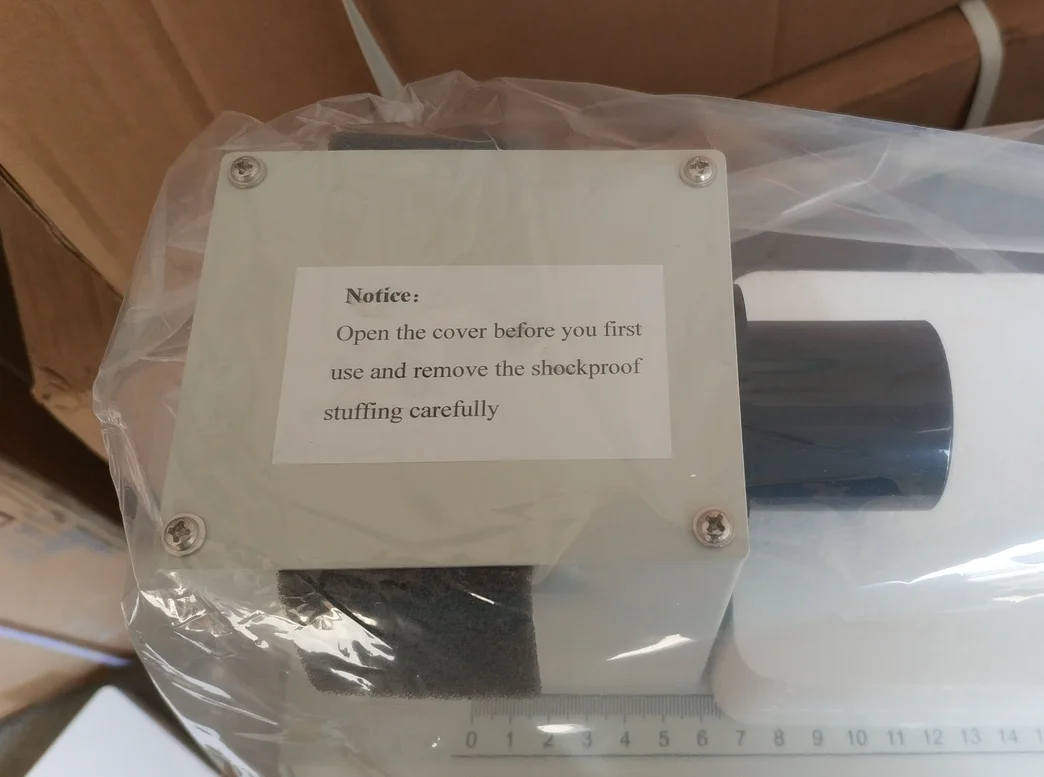 Notice:
Open the cover before you first
use and remove the shockproof
stuffing carefully
0 1 2 3 4 5 6 7 8 9 10 11 12 13 14